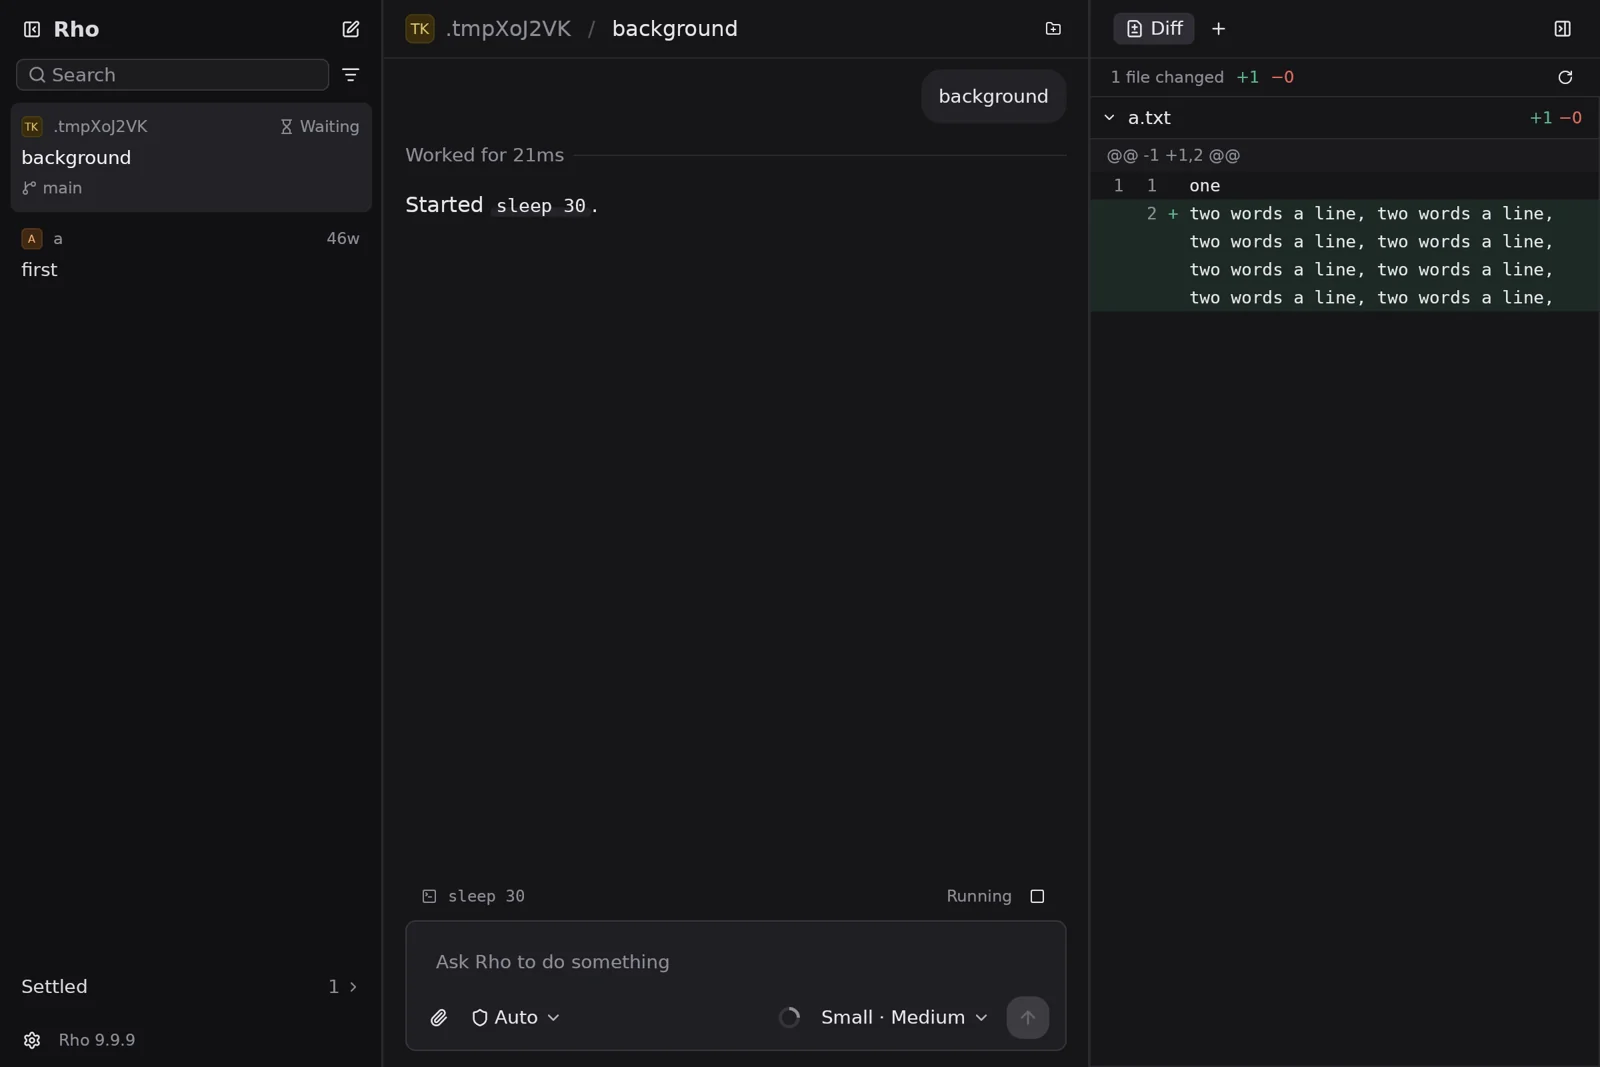 Rho
Search
TK .tmpXoJ2VK Waiting
background
main
A a 46w
first
Settled 1
Rho 9.9.9
TK .tmpXoJ2VK / background
background
Worked for 21ms
Started sleep 30.
sleep 30 Running
Ask Rho to do something
Auto Small · Medium
Diff
1 file changed +1 −0
a.txt +1 −0
@@ -1 +1,2 @@
1 1 one
2 + two words a line, two words a line,
two words a line, two words a line,
two words a line, two words a line,
two words a line, two words a line,